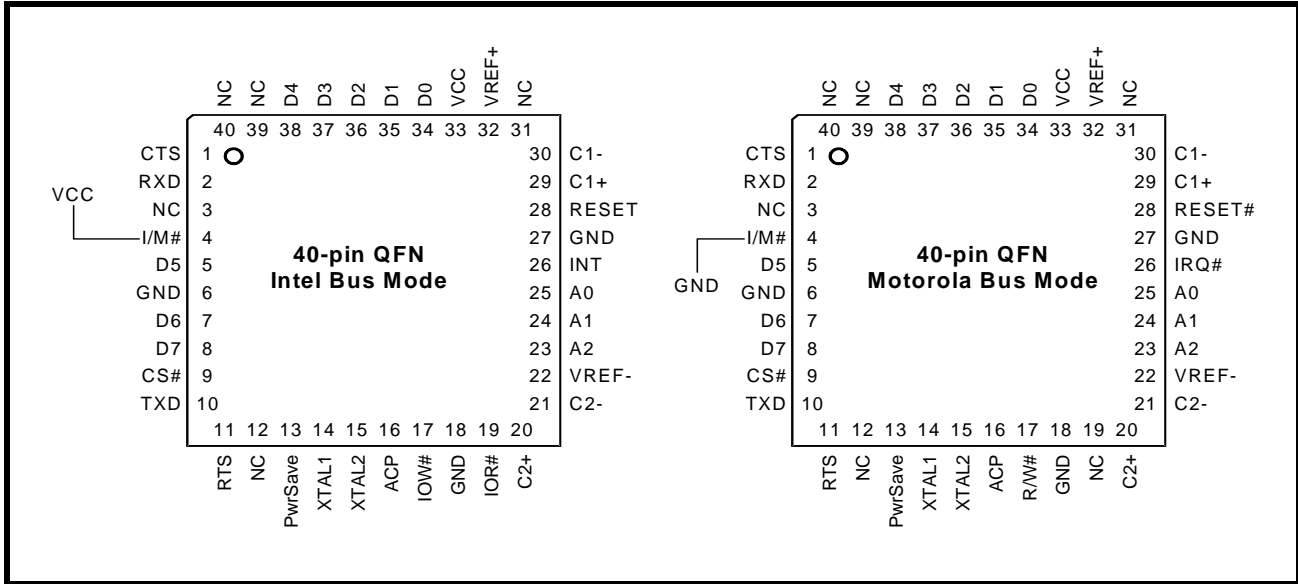 NC NC D4 D3 D2 D1 D0 VCC VREF+ NC
40 39 38 37 36 35 34 33 32 31
CTS 1 30 C1-
RXD 2 29 C1+
VCC
NC 3 28 RESET
I/M# 4 27 GND
D5 5 26 INT
GND 6 25 A0
D6 7 24 A1
D7 8 23 A2
CS# 9 22 VREF-
TXD 10 21 C2-
40-pin QFN
Intel Bus Mode
11 12 13 14 15 16 17 18 19 20
RTS NC PwrSave XTAL1 XTAL2 ACP IOW# GND IOR# C2+
NC NC D4 D3 D2 D1 D0 VCC VREF+ NC
40 39 38 37 36 35 34 33 32 31
CTS 1 30 C1-
RXD 2 29 C1+
NC 3 28 RESET#
I/M# 4 27 GND
D5 5 26 IRQ#
GND
GND 6 25 A0
D6 7 24 A1
D7 8 23 A2
CS# 9 22 VREF-
TXD 10 21 C2-
40-pin QFN
Motorola Bus Mode
11 12 13 14 15 16 17 18 19 20
RTS NC PwrSave XTAL1 XTAL2 ACP R/W# GND NC C2+